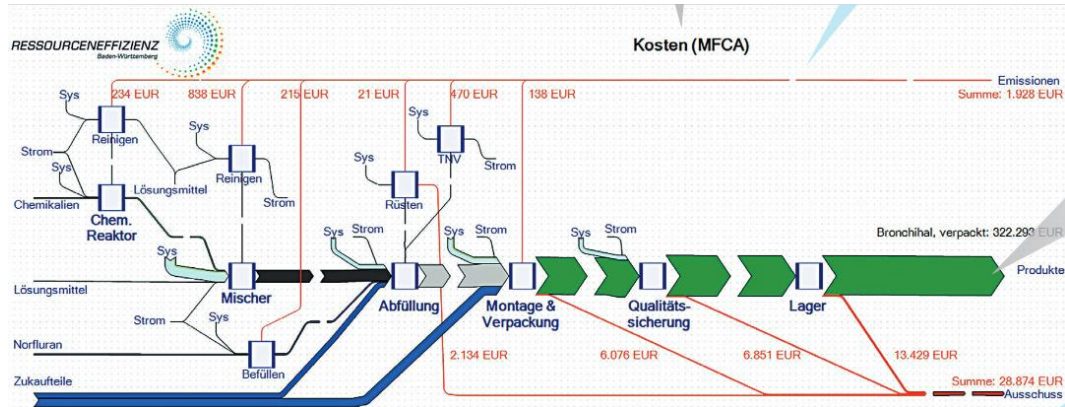 RESSOURCENEFFIZIENZ
Baden-Württemberg
Kosten (MFCA)
Emissionen
234 EUR
838 EUR
215 EUR
21 EUR
470 EUR
138 EUR
Summe: 1.928 EUR
Sys
Sys
Sys
Reinigen
Strom
Sys
Reinigen
TNV
Strom
Sys
Lösungsmittel
Strom
Rüsten
Chemikalien
Chem.
Reaktor
Sys
Strom
Sys
Strom
Sys
Strom
Bronchihal, verpackt: 322.293 EUR
Sys
Produkte
Lösungsmittel
Mischer
Abfüllung
Montage &
Verpackung
Qualitäts-
sicherung
Lager
Strom
Sys
Norfluran
Befüllen
2.134 EUR
6.076 EUR
6.851 EUR
13.429 EUR
Zukaufteile
Summe: 28.874 EUR
Ausschuss